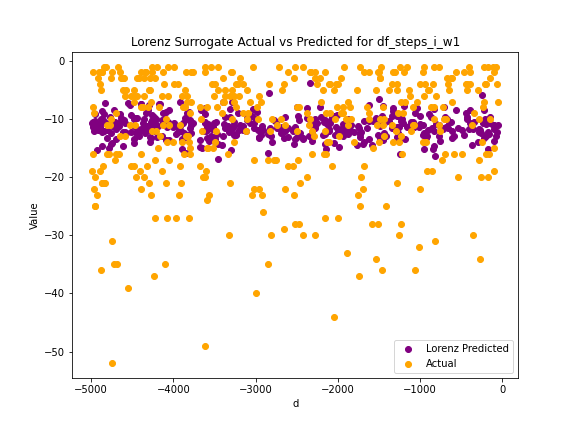 Lorenz Surrogate Actual vs Predicted for df_steps_i_w1
0
−10
−20
−30
−40
−50
Value
−5000
−4000
−3000
−2000
−1000
0
d
Lorenz Predicted
Actual